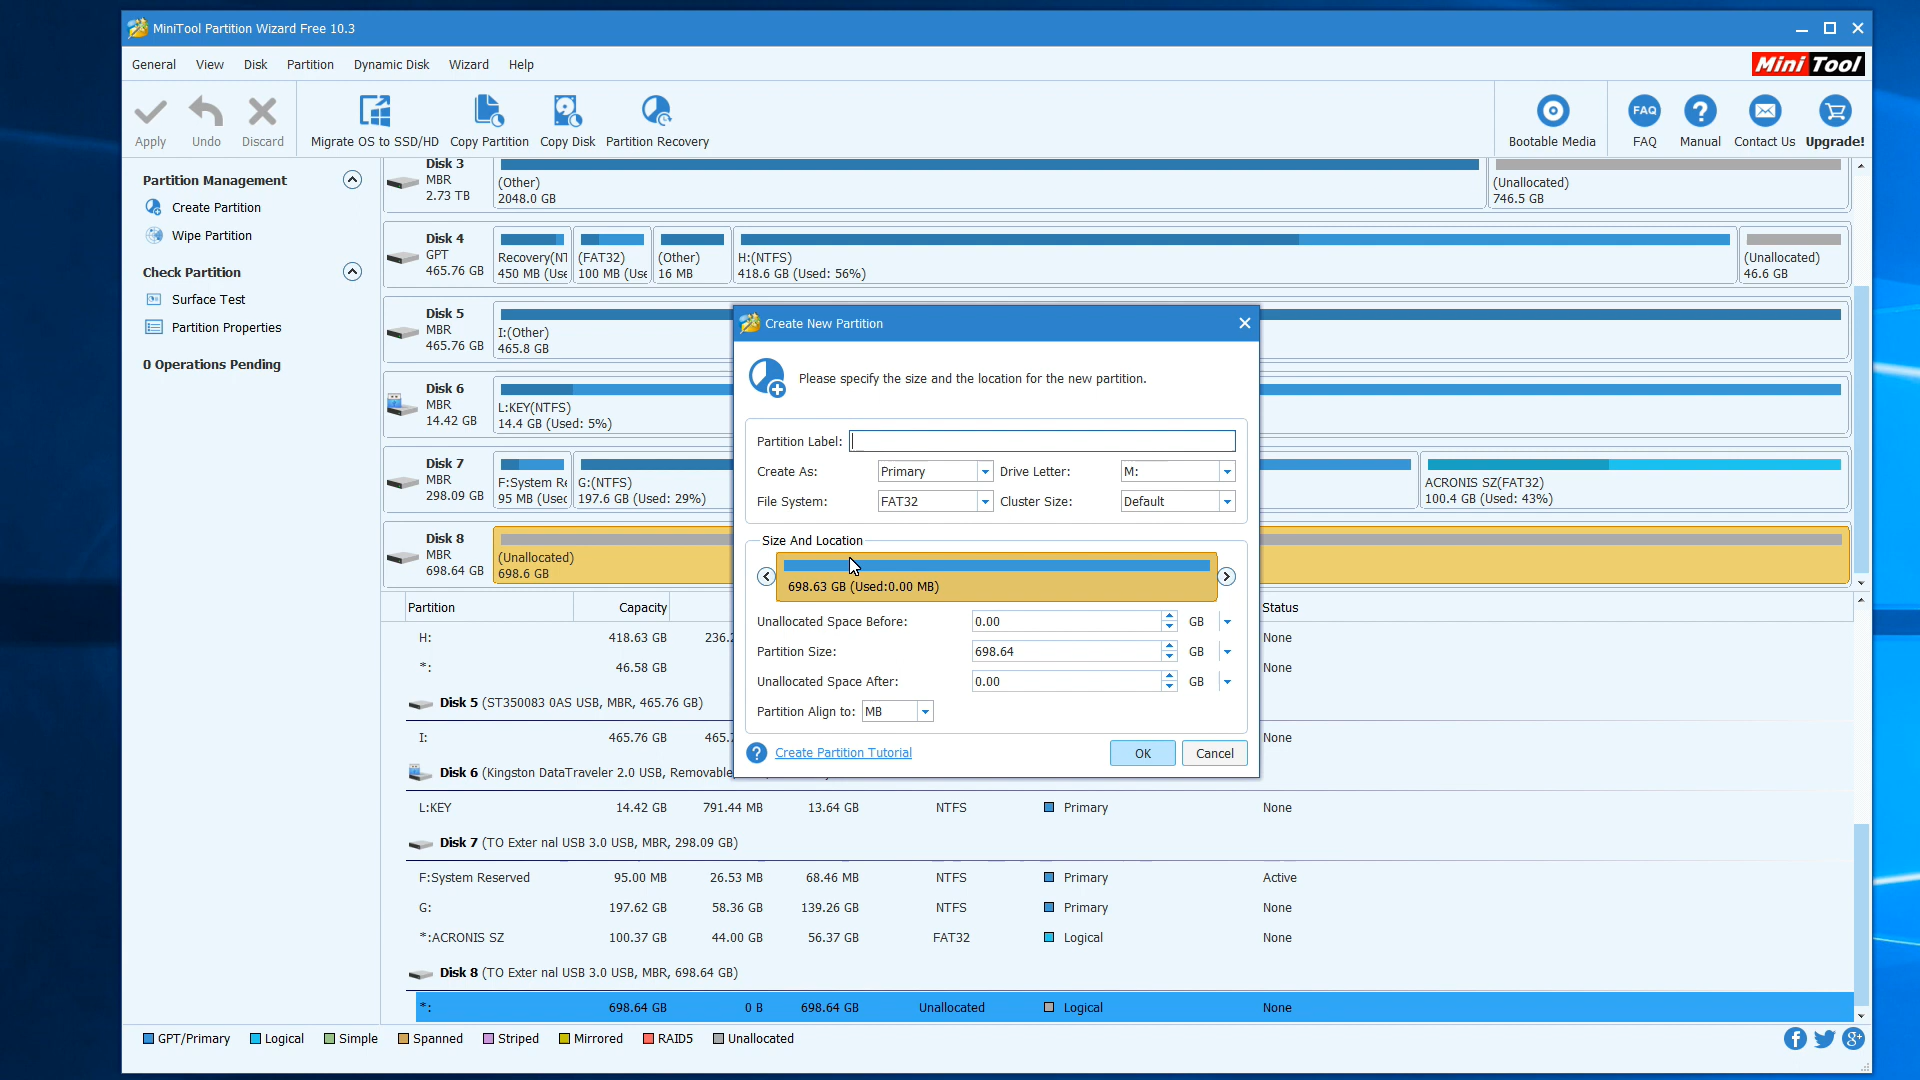 MiniTool Partition Wizard Free 10.3
General View Disk Partition Dynamic Disk Wizard Help
Mini Tool
Apply Undo Discard Migrate OS to SSD/HD Copy Partition Copy Disk Partition Recovery Bootable Media FAQ FAQ Manual Contact Us Upgrade!
Partition Management
Create Partition
Wipe Partition
Check Partition
Surface Test
Partition Properties
0 Operations Pending
Disk 3
MBR
2.73 TB
(Other)
2048.0 GB
(Unallocated)
746.5 GB
Disk 4
GPT
465.76 GB
Recovery(NT
450 MB (Use
(FAT32)
100 MB (Use
(Other)
16 MB
H:(NTFS)
418.6 GB (Used: 56%)
(Unallocated)
46.6 GB
Disk 5
MBR
465.76 GB
I:(Other)
465.8 GB
Disk 6
MBR
14.42 GB
L:KEY(NTFS)
14.4 GB (Used: 5%)
Disk 7
MBR
298.09 GB
F:System Re
95 MB (Used
G:(NTFS)
197.6 GB (Used: 29%)
ACRONIS SZ(FAT32)
100.4 GB (Used: 43%)
Disk 8
MBR
698.64 GB
(Unallocated)
698.6 GB
Create New Partition
Please specify the size and the location for the new partition.
Partition Label:
Create As: Primary Drive Letter: M:
File System: FAT32 Cluster Size: Default
Size And Location
698.63 GB (Used:0.00 MB)
Unallocated Space Before: 0.00 GB
Partition Size: 698.64 GB
Unallocated Space After: 0.00 GB
Partition Align to: MB
? Create Partition Tutorial OK Cancel
Partition Capacity Status
H: 418.63 GB 236.2 None
*: 46.58 GB None
Disk 5 (ST350083 0AS USB, MBR, 465.76 GB)
I: 465.76 GB 465.7 None
Disk 6 (Kingston DataTraveler 2.0 USB, Removable
L:KEY 14.42 GB 791.44 MB 13.64 GB NTFS Primary None
Disk 7 (TO Exter nal USB 3.0 USB, MBR, 298.09 GB)
F:System Reserved 95.00 MB 26.53 MB 68.46 MB NTFS Primary Active
G: 197.62 GB 58.36 GB 139.26 GB NTFS Primary None
*:ACRONIS SZ 100.37 GB 44.00 GB 56.37 GB FAT32 Logical None
Disk 8 (TO Exter nal USB 3.0 USB, MBR, 698.64 GB)
*: 698.64 GB 0 B 698.64 GB Unallocated Logical None
GPT/Primary Logical Simple Spanned Striped Mirrored RAID5 Unallocated